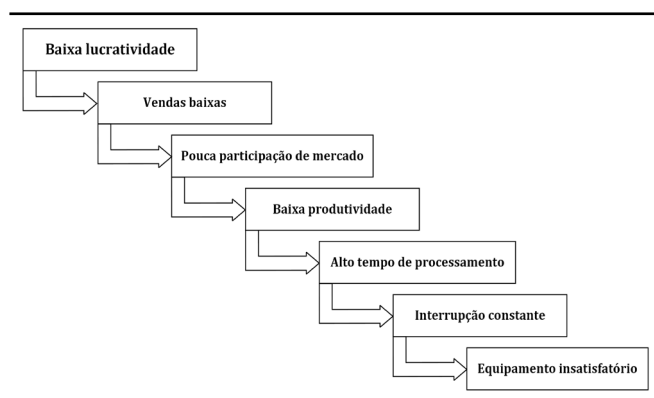 Baixa lucratividade
Vendas baixas
Pouca participação de mercado
Baixa produtividade
Alto tempo de processamento
Interrupção constante
Equipamento insatisfatório